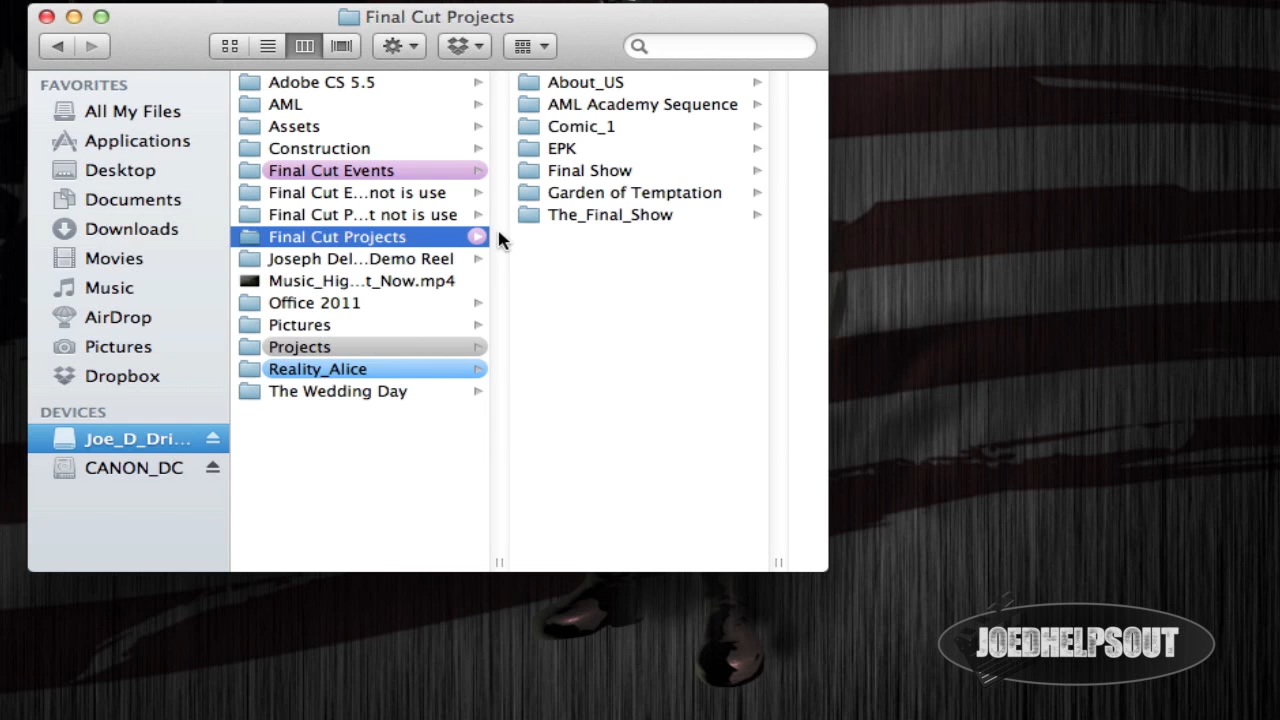 Final Cut Projects
FAVORITES
All My Files
Applications
Desktop
Documents
Downloads
Movies
Music
AirDrop
Pictures
Dropbox
DEVICES
Joe_D_Dri...
CANON_DC
Adobe CS 5.5
AML
Assets
Construction
Final Cut Events
Final Cut E...not is use
Final Cut P...t not is use
Final Cut Projects
Joseph Del...Demo Reel
Music_Hig...t_Now.mp4
Office 2011
Pictures
Projects
Reality_Alice
The Wedding Day
About_US
AML Academy Sequence
Comic_1
EPK
Final Show
Garden of Temptation
The_Final_Show
JOEDHELPSOUT